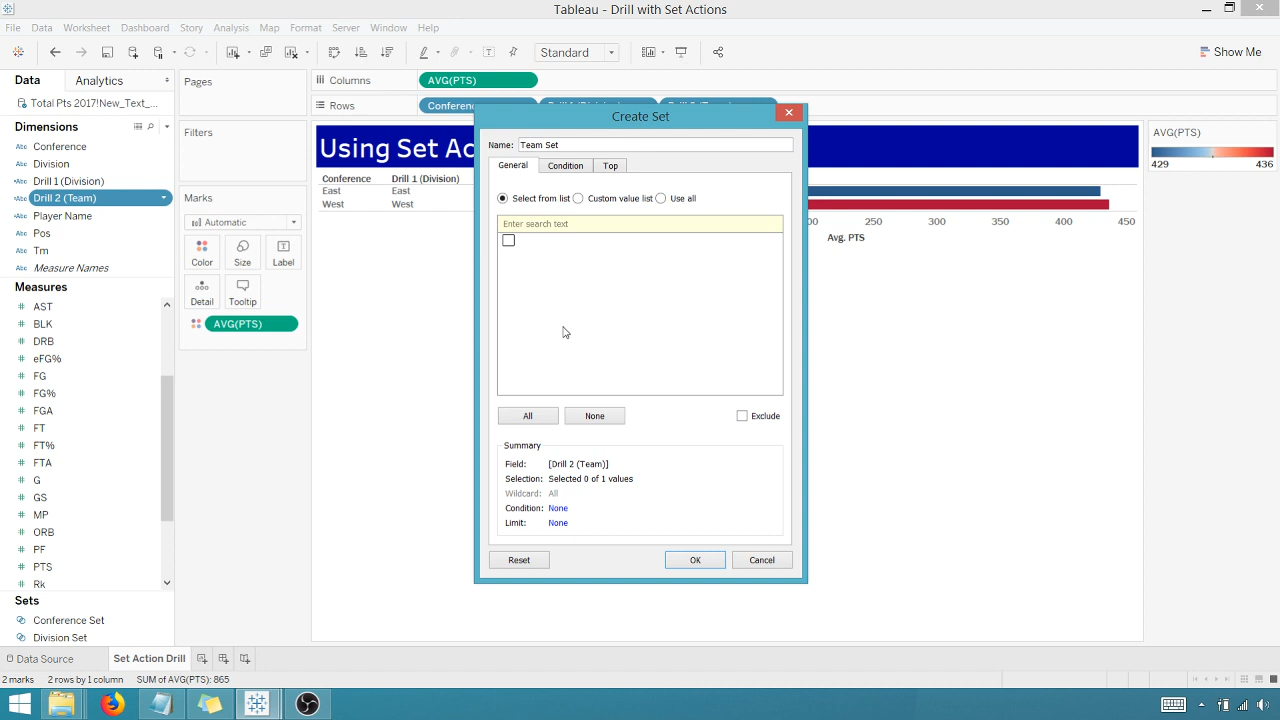 Tableau - Drill with Set Actions
File Data Worksheet Dashboard Story Analysis Map Format Server Window Help
Standard
Show Me
Data Analytics
Pages
Columns
AVG(PTS)
Total Pts 2017!New_Text_...
Rows
Conferenc
Dimensions
Conference
Division
Drill 1 (Division)
Drill 2 (Team)
Player Name
Pos
Tm
Measure Names
Measures
AST
BLK
DRB
eFG%
FG
FG%
FGA
FT
FT%
FTA
G
GS
MP
ORB
PF
PTS
Rk
Sets
Conference Set
Division Set
Filters
Marks
Automatic
Color Size Label
Detail Tooltip
AVG(PTS)
Using Set Ac
Conference Drill 1 (Division)
East East
West West
Create Set
Name: Team Set
General Condition Top
Select from list Custom value list Use all
Enter search text
All None Exclude
Summary
Field: [Drill 2 (Team)]
Selection: Selected 0 of 1 values
Wildcard: All
Condition: None
Limit: None
Reset OK Cancel
00 250 300 350 400 450
Avg. PTS
AVG(PTS)
429 436
Data Source Set Action Drill
2 marks 2 rows by 1 column SUM of AVG(PTS): 865